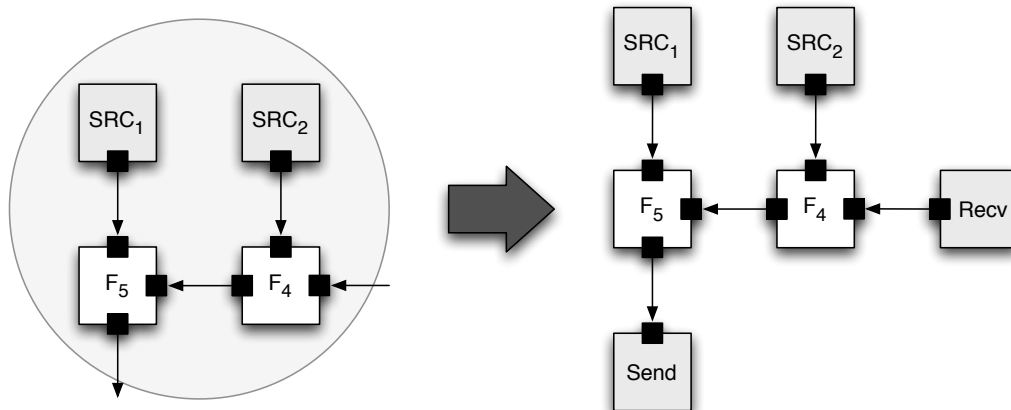 SRC₁
SRC₂
F₅
F₄
SRC₁
SRC₂
F₅
F₄
Recv
Send